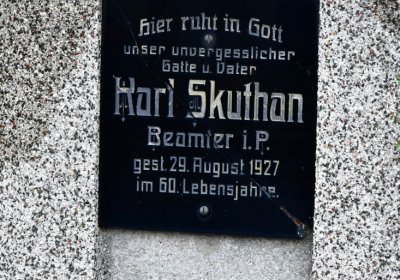 Hier ruht in Gott
unser unvergesslicher
Gatte u. Vater
Karl Skuthan
Beamter i.P.
gest. 29. August 1927
im 60. Lebensjahre.